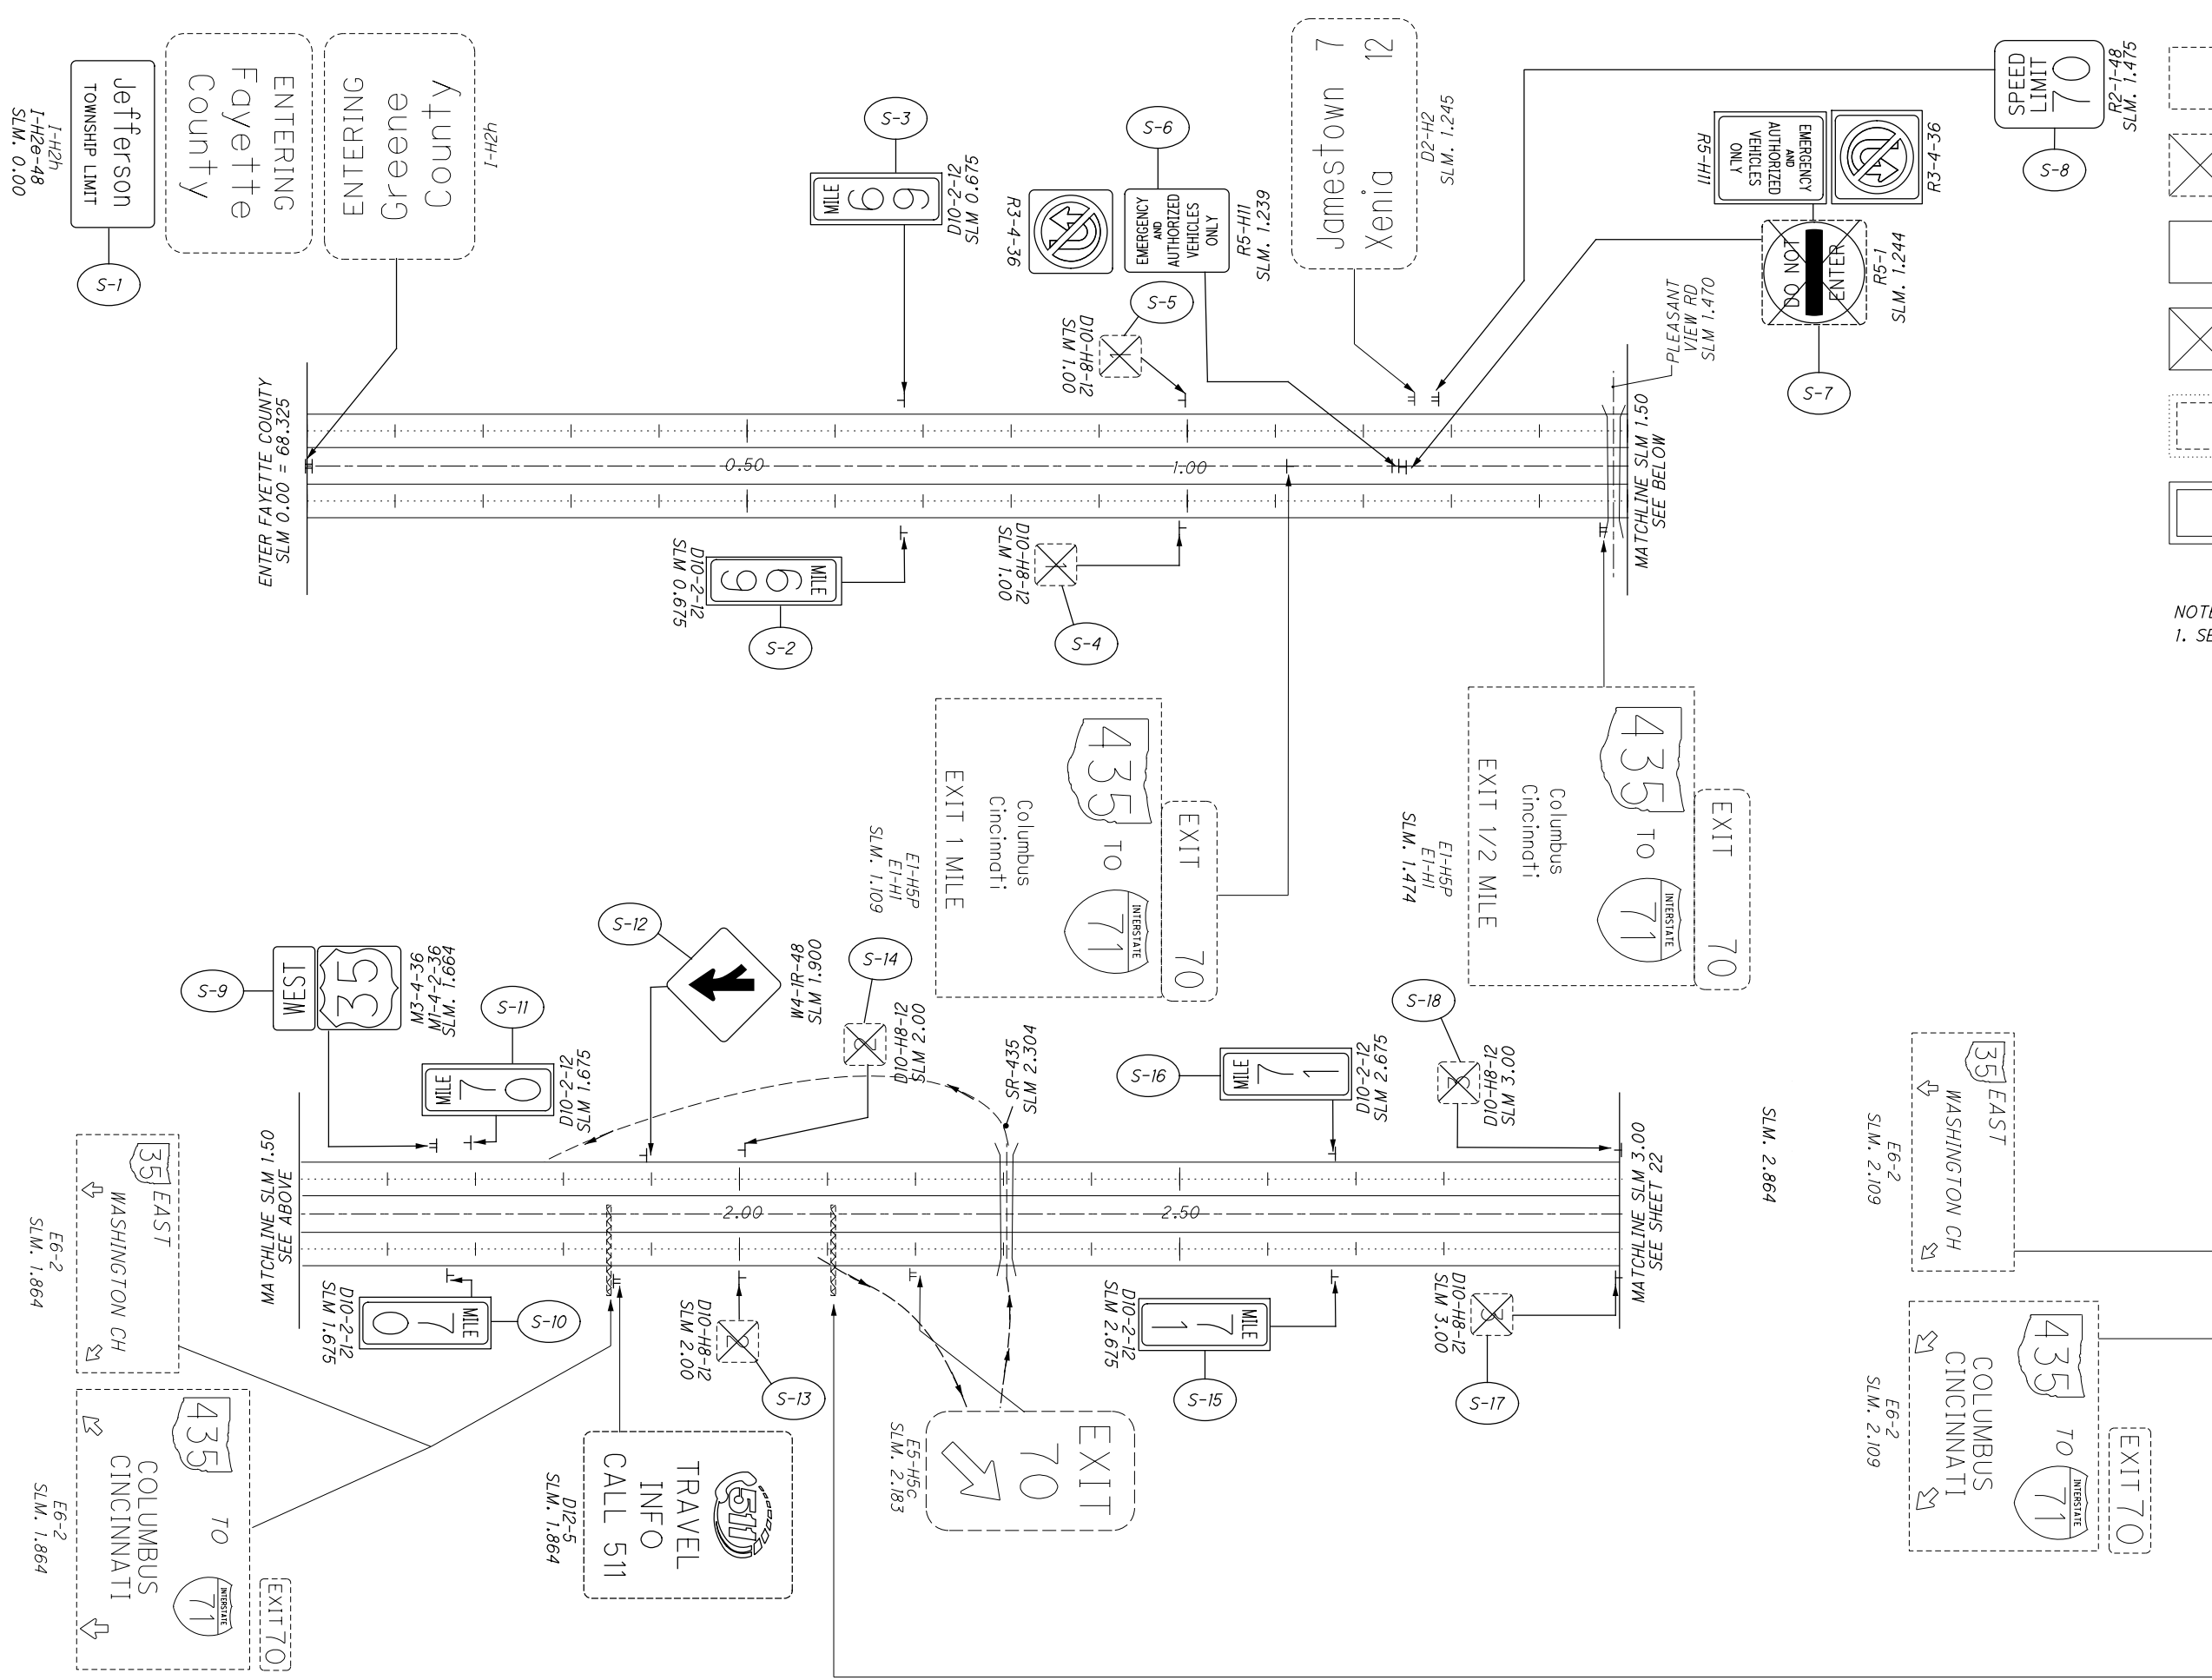 I-H2h
I-H2e-48
SLM. 0.00
Jefferson
TOWNSHIP LIMIT
S-1
ENTERING
Fayette
County
ENTERING
Greene
County
I-H2h
S-3
MILE
69
D10-2-12
SLM 0.675
S-6
EMERGENCY
AND
AUTHORIZED
VEHICLES
ONLY
R5-H11
SLM. 1.239
R3-4-36
S-5
1
D10-H8-12
SLM 1.00
Jamestown 7
Xenia 12
D2-H2
SLM. 1.245
SPEED
LIMIT
70
R2-1-48
SLM. 1.475
S-8
R3-4-36
EMERGENCY
AND
AUTHORIZED
VEHICLES
ONLY
R5-H11
DO NOT
ENTER
R5-1
SLM. 1.244
S-7
PLEASANT
VIEW RD
SLM 1.470
ENTER FAYETTE COUNTY
SLM 0.00 = 68.325
0.50
1.00
MATCHLINE SLM 1.50
SEE BELOW
MILE
69
D10-2-12
SLM 0.675
S-2
1
D10-H8-12
SLM 1.00
S-4
NOTE
1. SE
EXIT 70
435 TO INTERSTATE 71
Columbus
Cincinnati
EXIT 1 MILE
E1-H5P
E1-H1
SLM. 1.109
EXIT 70
435 TO INTERSTATE 71
Columbus
Cincinnati
EXIT 1/2 MILE
E1-H5P
E1-H1
SLM. 1.474
S-9
WEST
35
M3-4-36
M1-4-2-36
SLM. 1.664
S-11
MILE
70
D10-2-12
SLM 1.675
S-12
W4-1R-48
SLM 1.900
S-14
2
D10-H8-12
SLM 2.00
SR-435
SLM 2.304
S-16
MILE
71
D10-2-12
SLM 2.675
S-18
3
D10-H8-12
SLM 3.00
MATCHLINE SLM 1.50
SEE ABOVE
2.00
2.50
MATCHLINE SLM 3.00
SEE SHEET 22
SLM. 2.864
35 EAST
WASHINGTON CH
E6-2
SLM. 1.864
EXIT 70
435 TO INTERSTATE 71
COLUMBUS
CINCINNATI
E6-2
SLM. 1.864
MILE
70
D10-2-12
SLM 1.675
S-10
2
D10-H8-12
SLM 2.00
S-13
511
TRAVEL
INFO
CALL 511
D12-5
SLM. 1.864
EXIT
70
E5-H5c
SLM. 2.183
MILE
71
D10-2-12
SLM 2.675
S-15
3
D10-H8-12
SLM 3.00
S-17
35 EAST
WASHINGTON CH
E6-2
SLM. 2.109
EXIT 70
435 TO INTERSTATE 71
COLUMBUS
CINCINNATI
E6-2
SLM. 2.109